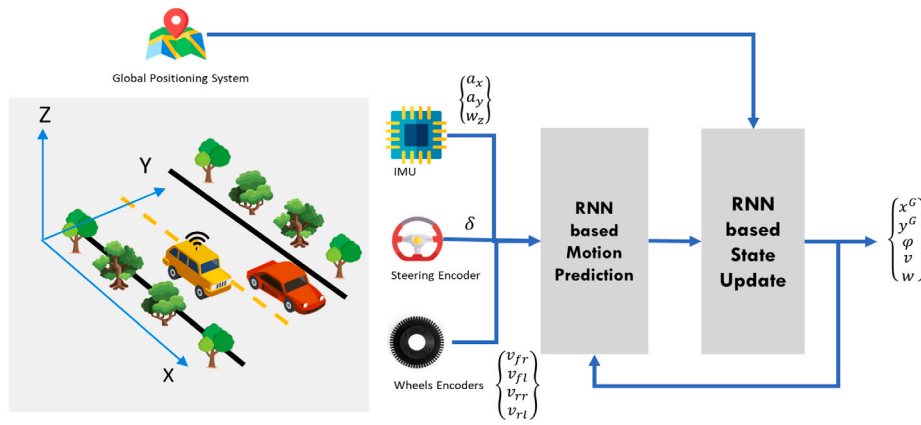 Global Positioning System
Z
Y
X
a_x
a_y
w_z
IMU
δ
Steering Encoder
Wheels Encoders
v_fr
v_fl
v_rr
v_rl
RNN
based
Motion
Prediction
RNN
based
State
Update
x^G
y^G
φ
v
w